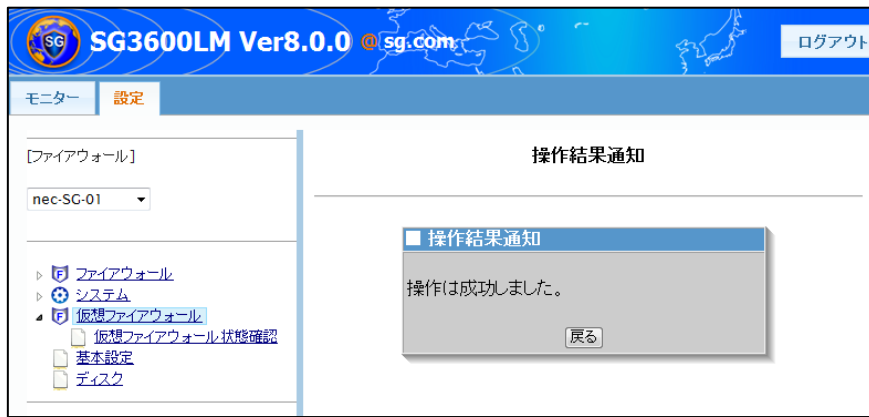 SG
SG3600LM Ver8.0.0 @sg.com
ログアウト
モニター
設定
[ファイアウォール]
nec-SG-01
ファイアウォール
システム
仮想ファイアウォール
仮想ファイアウォール状態確認
基本設定
ディスク
操作結果通知
操作結果通知
操作は成功しました。
戻る